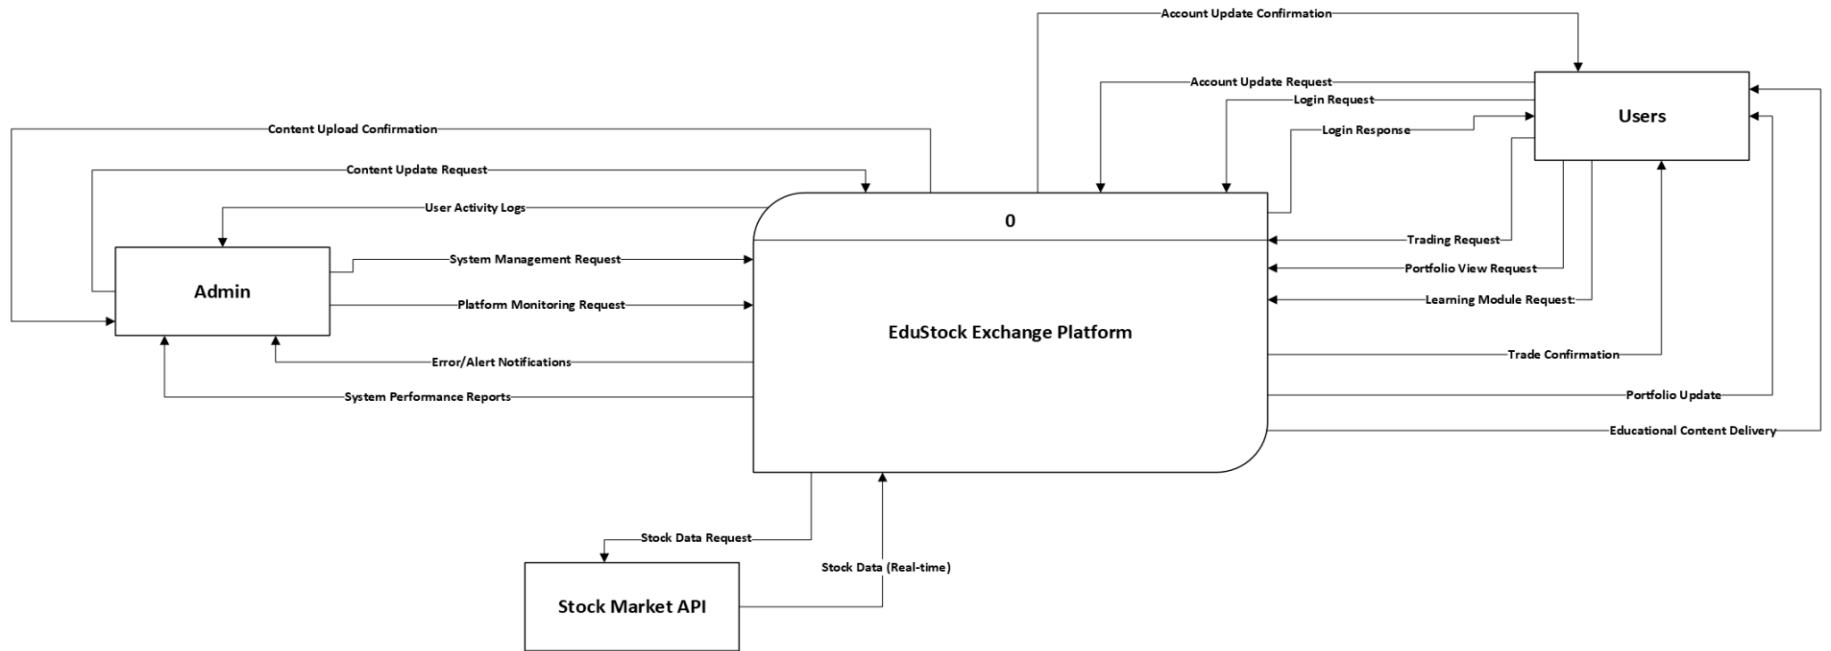 Account Update Confirmation
Account Update Request
Login Request
Users
Content Upload Confirmation
Login Response
Content Update Request
User Activity Logs
0
Trading Request
System Management Request
Portfolio View Request
Admin
Learning Module Request:
Platform Monitoring Request
EduStock Exchange Platform
Trade Confirmation
Error/Alert Notifications
System Performance Reports
Portfolio Update
Educational Content Delivery
Stock Data Request
Stock Data (Real-time)
Stock Market API